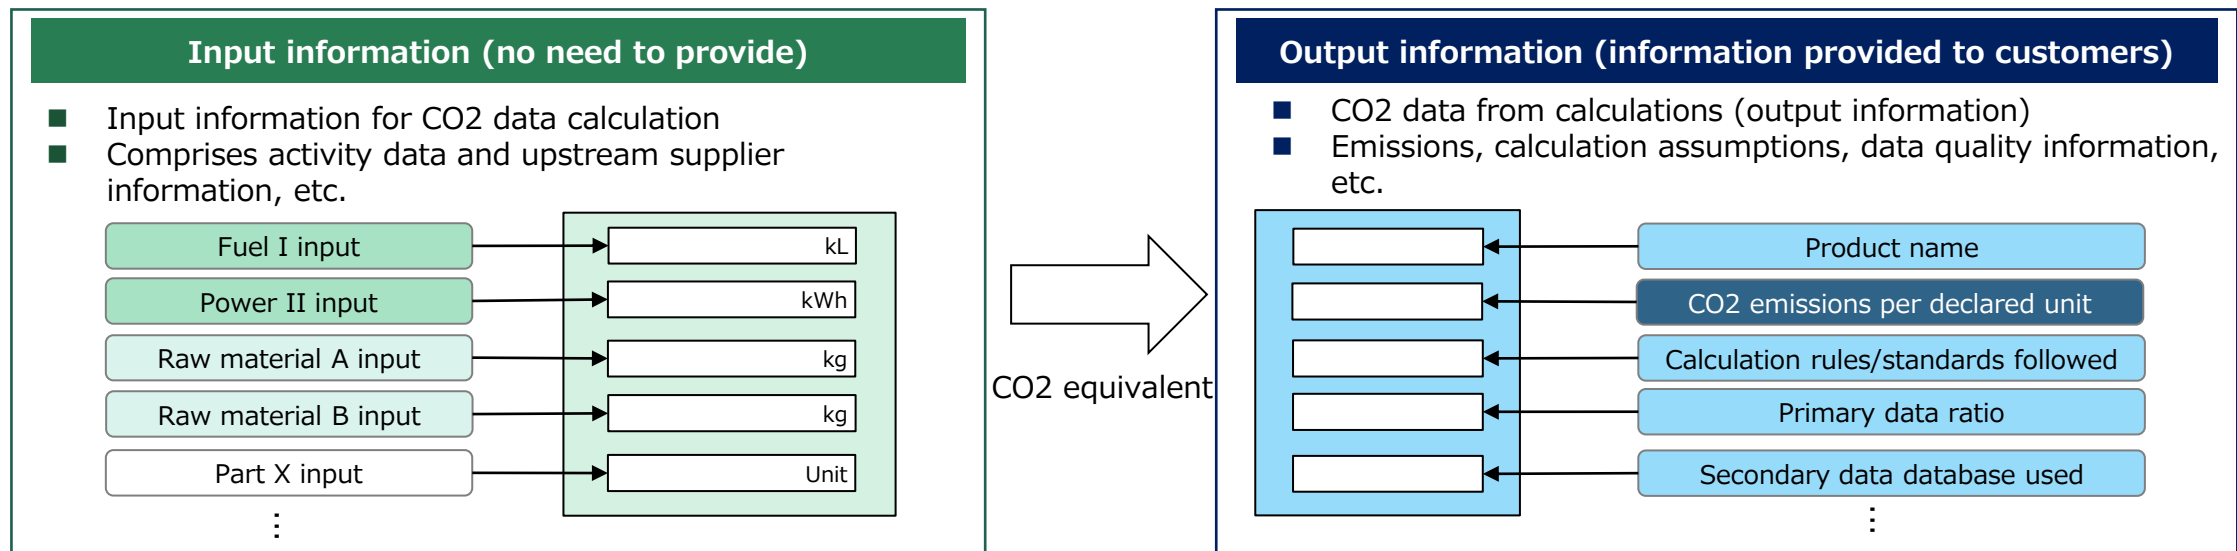 Input information (no need to provide)
Input information for CO2 data calculation
Comprises activity data and upstream supplier
information, etc.
Fuel I input
kL
Power II input
kWh
Raw material A input
kg
Raw material B input
kg
Part X input
Unit
⋮
CO2 equivalent
Output information (information provided to customers)
CO2 data from calculations (output information)
Emissions, calculation assumptions, data quality information,
etc.
Product name
CO2 emissions per declared unit
Calculation rules/standards followed
Primary data ratio
Secondary data database used
⋮